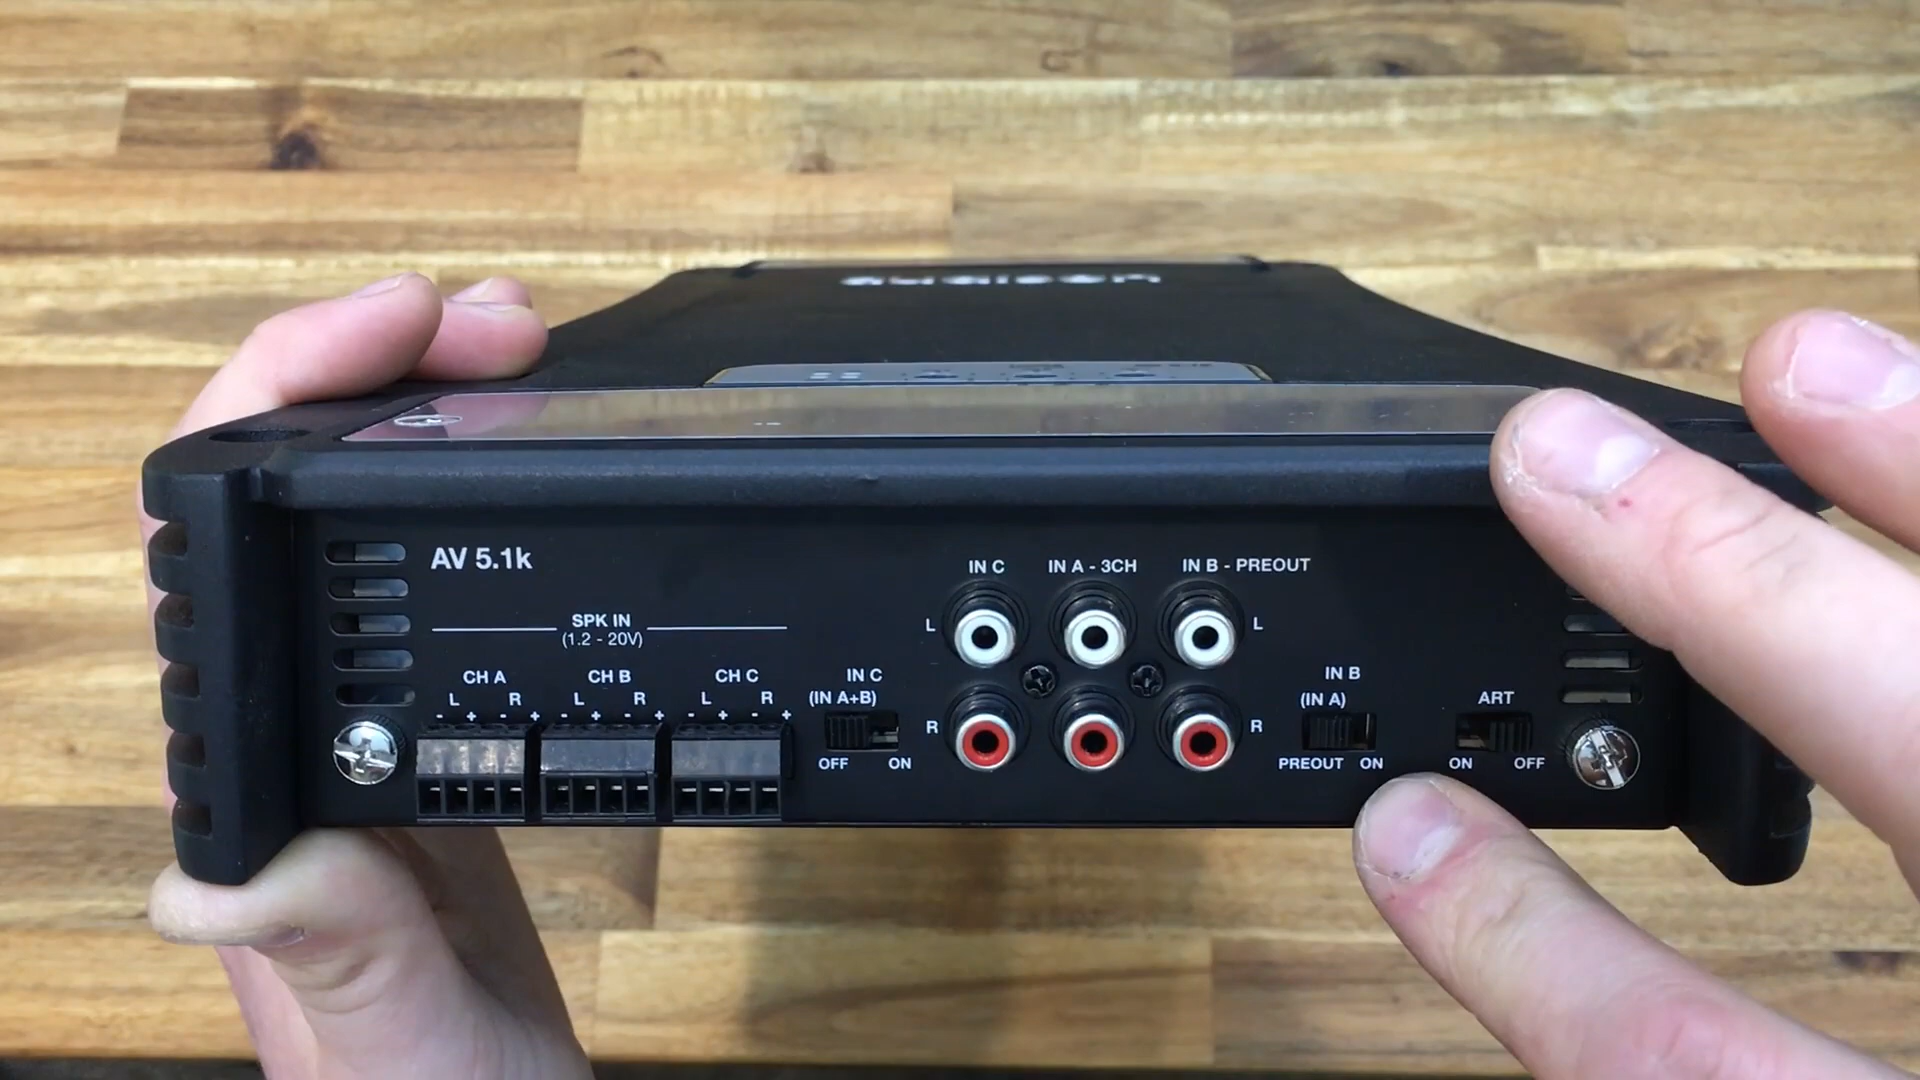 audison
AV 5.1k
SPK IN
(1.2 - 20V)
CH A
CH B
CH C
L R
L R
L R
- + - +
- + - +
- + - +
IN C
(IN A+B)
OFF ON
IN C
IN A - 3CH
IN B - PREOUT
L
L
R
R
IN B
(IN A)
PREOUT ON
ART
ON OFF